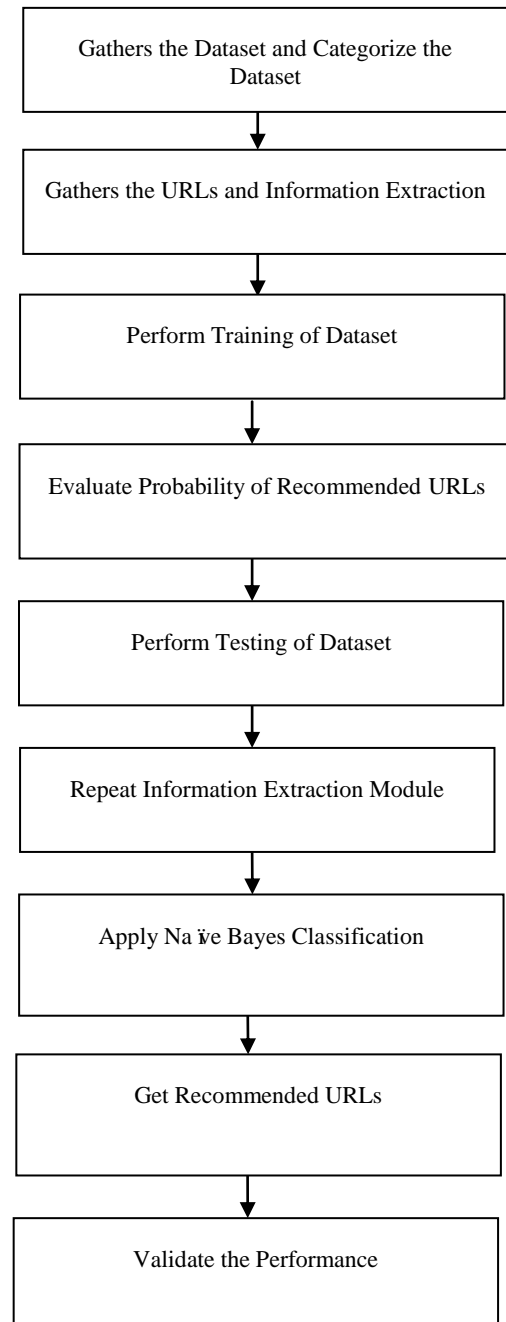 Gathers the Dataset and Categorize the
Dataset
Gathers the URLs and Information Extraction
Perform Training of Dataset
Evaluate Probability of Recommended URLs
Perform Testing of Dataset
Repeat Information Extraction Module
Apply Na ïve Bayes Classification
Get Recommended URLs
Validate the Performance